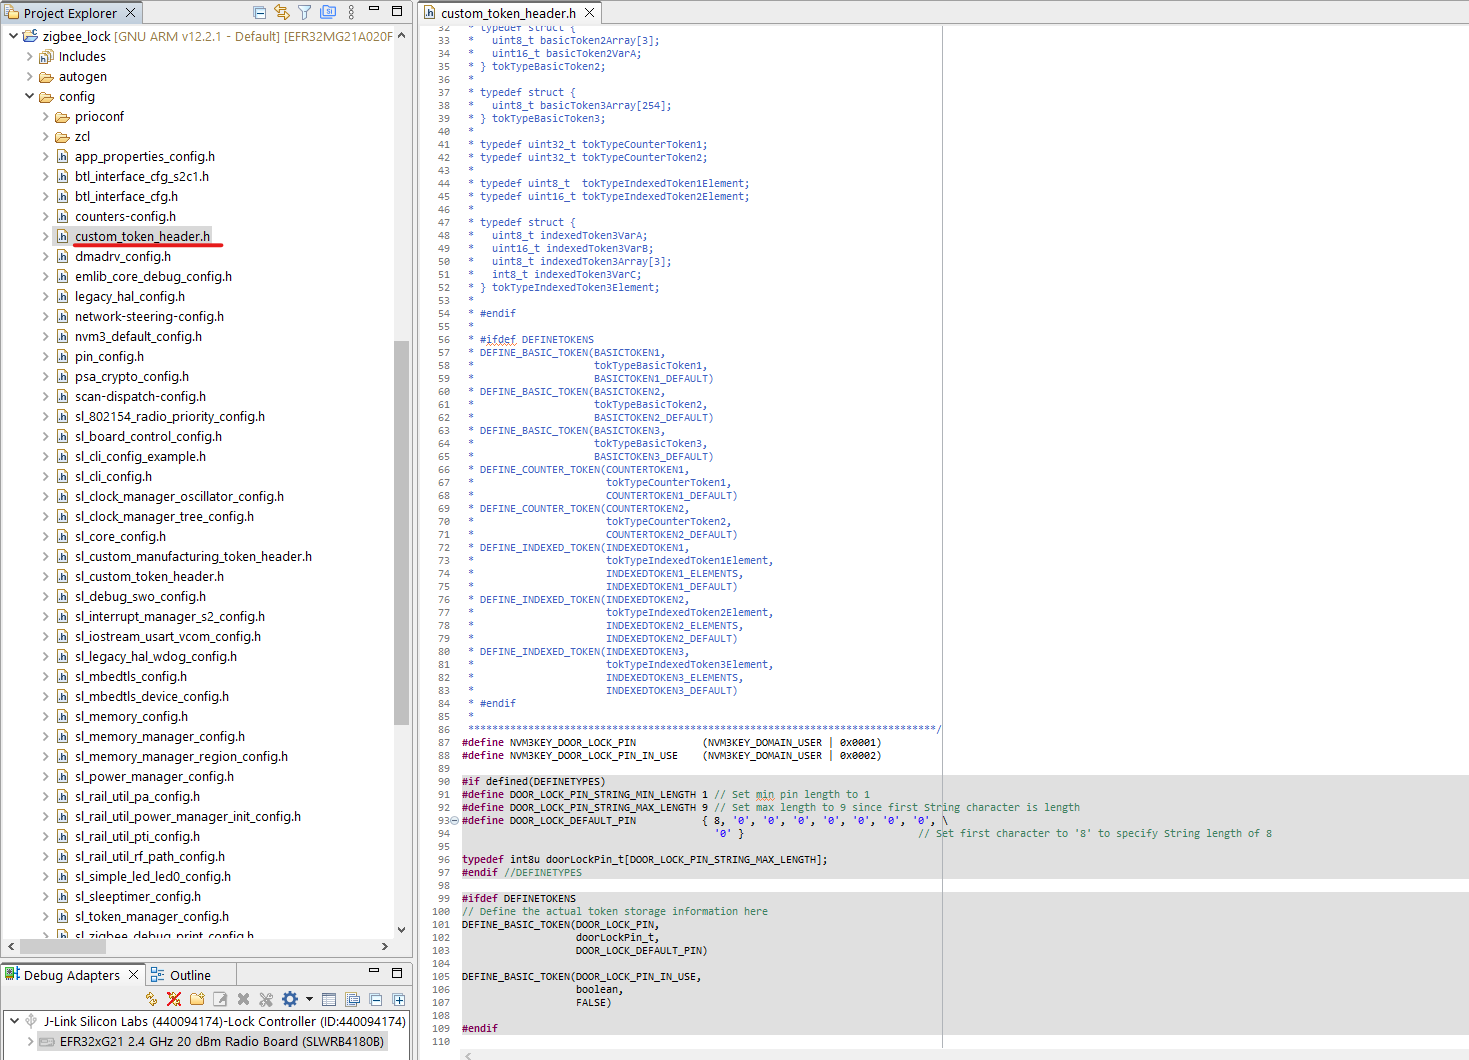 Project Explorer
zigbee_lock [GNU ARM v12.2.1 - Default] [EFR32MG21A020F
Includes
autogen
config
prioconf
zcl
app_properties_config.h
btl_interface_cfg_s2c1.h
btl_interface_cfg.h
counters-config.h
custom_token_header.h
dmadrv_config.h
emlib_core_debug_config.h
legacy_hal_config.h
network-steering-config.h
nvm3_default_config.h
pin_config.h
psa_crypto_config.h
scan-dispatch-config.h
sl_802154_radio_priority_config.h
sl_board_control_config.h
sl_cli_config_example.h
sl_cli_config.h
sl_clock_manager_oscillator_config.h
sl_clock_manager_tree_config.h
sl_core_config.h
sl_custom_manufacturing_token_header.h
sl_custom_token_header.h
sl_debug_swo_config.h
sl_interrupt_manager_s2_config.h
sl_iostream_usart_vcom_config.h
sl_legacy_hal_wdog_config.h
sl_mbedtls_config.h
sl_mbedtls_device_config.h
sl_memory_config.h
sl_memory_manager_config.h
sl_memory_manager_region_config.h
sl_power_manager_config.h
sl_rail_util_pa_config.h
sl_rail_util_power_manager_init_config.h
sl_rail_util_pti_config.h
sl_rail_util_rf_path_config.h
sl_simple_led_led0_config.h
sl_sleeptimer_config.h
sl_token_manager_config.h
sl_zigbee_debug_print_config.h
Debug Adapters
Outline
J-Link Silicon Labs (440094174)-Lock Controller (ID:440094174)
EFR32xG21 2.4 GHz 20 dBm Radio Board (SLWRB4180B)
custom_token_header.h
32 * typedef struct {
33 *   uint8_t basicToken2Array[3];
34 *   uint16_t basicToken2VarA;
35 * } tokTypeBasicToken2;
36 *
37 * typedef struct {
38 *   uint8_t basicToken3Array[254];
39 * } tokTypeBasicToken3;
40 *
41 * typedef uint32_t tokTypeCounterToken1;
42 * typedef uint32_t tokTypeCounterToken2;
43 *
44 * typedef uint8_t  tokTypeIndexedToken1Element;
45 * typedef uint16_t tokTypeIndexedToken2Element;
46 *
47 * typedef struct {
48 *   uint8_t indexedToken3VarA;
49 *   uint16_t indexedToken3VarB;
50 *   uint8_t indexedToken3Array[3];
51 *   int8_t indexedToken3VarC;
52 * } tokTypeIndexedToken3Element;
53 *
54 * #endif
55 *
56 * #ifdef DEFINETOKENS
57 * DEFINE_BASIC_TOKEN(BASICTOKEN1,
58 *                    tokTypeBasicToken1,
59 *                    BASICTOKEN1_DEFAULT)
60 * DEFINE_BASIC_TOKEN(BASICTOKEN2,
61 *                    tokTypeBasicToken2,
62 *                    BASICTOKEN2_DEFAULT)
63 * DEFINE_BASIC_TOKEN(BASICTOKEN3,
64 *                    tokTypeBasicToken3,
65 *                    BASICTOKEN3_DEFAULT)
66 * DEFINE_COUNTER_TOKEN(COUNTERTOKEN1,
67 *                      tokTypeCounterToken1,
68 *                      COUNTERTOKEN1_DEFAULT)
69 * DEFINE_COUNTER_TOKEN(COUNTERTOKEN2,
70 *                      tokTypeCounterToken2,
71 *                      COUNTERTOKEN2_DEFAULT)
72 * DEFINE_INDEXED_TOKEN(INDEXEDTOKEN1,
73 *                      tokTypeIndexedToken1Element,
74 *                      INDEXEDTOKEN1_ELEMENTS,
75 *                      INDEXEDTOKEN1_DEFAULT)
76 * DEFINE_INDEXED_TOKEN(INDEXEDTOKEN2,
77 *                      tokTypeIndexedToken2Element,
78 *                      INDEXEDTOKEN2_ELEMENTS,
79 *                      INDEXEDTOKEN2_DEFAULT)
80 * DEFINE_INDEXED_TOKEN(INDEXEDTOKEN3,
81 *                      tokTypeIndexedToken3Element,
82 *                      INDEXEDTOKEN3_ELEMENTS,
83 *                      INDEXEDTOKEN3_DEFAULT)
84 * #endif
85 *
86 ******************************************************************************/
87 #define NVM3KEY_DOOR_LOCK_PIN           (NVM3KEY_DOMAIN_USER | 0x0001)
88 #define NVM3KEY_DOOR_LOCK_PIN_IN_USE    (NVM3KEY_DOMAIN_USER | 0x0002)
89
90 #if defined(DEFINETYPES)
91 #define DOOR_LOCK_PIN_STRING_MIN_LENGTH 1 // Set min pin length to 1
92 #define DOOR_LOCK_PIN_STRING_MAX_LENGTH 9 // Set max length to 9 since first String character is length
93 #define DOOR_LOCK_DEFAULT_PIN           { 8, '0', '0', '0', '0', '0', '0', '0', \
94                                           '0' }                             // Set first character to '8' to specify String length of 8
95
96 typedef int8u doorLockPin_t[DOOR_LOCK_PIN_STRING_MAX_LENGTH];
97 #endif //DEFINETYPES
98
99 #ifdef DEFINETOKENS
100 // Define the actual token storage information here
101 DEFINE_BASIC_TOKEN(DOOR_LOCK_PIN,
102                    doorLockPin_t,
103                    DOOR_LOCK_DEFAULT_PIN)
104
105 DEFINE_BASIC_TOKEN(DOOR_LOCK_PIN_IN_USE,
106                    boolean,
107                    FALSE)
108
109 #endif
110